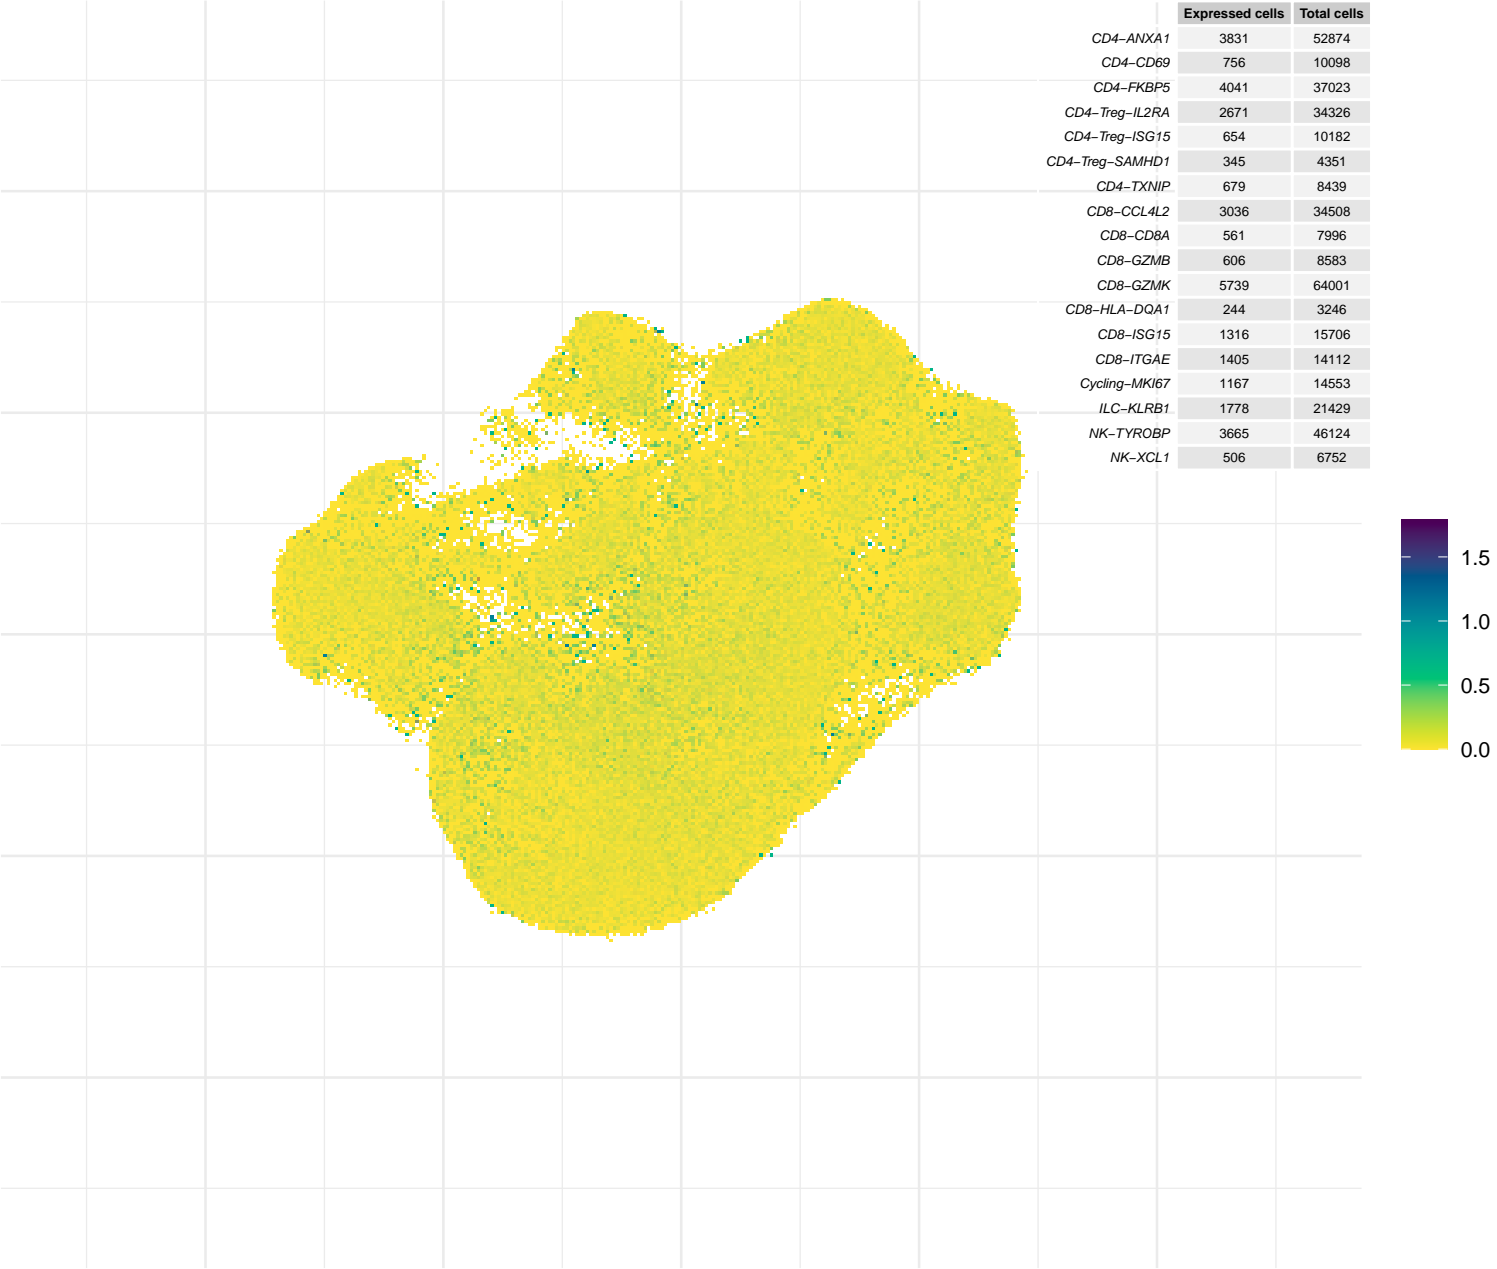 Expressed cells Total cells
CD4−ANXA1 3831 52874
CD4−CD69 756 10098
CD4−FKBP5 4041 37023
CD4−Treg−IL2RA 2671 34326
CD4−Treg−ISG15 654 10182
CD4−Treg−SAMHD1 345 4351
CD4−TXNIP 679 8439
CD8−CCL4L2 3036 34508
CD8−CD8A 561 7996
CD8−GZMB 606 8583
CD8−GZMK 5739 64001
CD8−HLA−DQA1 244 3246
CD8−ISG15 1316 15706
CD8−ITGAE 1405 14112
Cycling−MKI67 1167 14553
ILC−KLRB1 1778 21429
NK−TYROBP 3665 46124
NK−XCL1 506 6752
1.5
1.0
0.5
0.0